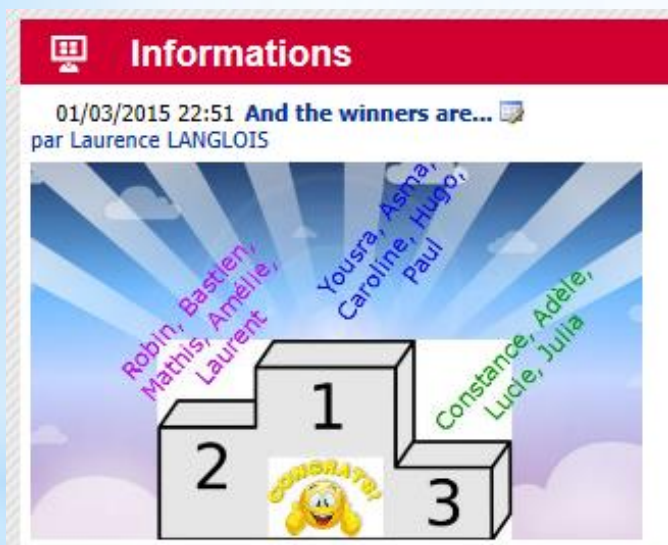 Informations
01/03/2015 22:51 And the winners are...
par Laurence LANGLOIS
Robin, Bastien,
Mathis, Amélie,
Laurent
Yousra, Asma,
Caroline, Hugo,
Paul
Constance, Adèle,
Lucie, Julia
1
2
3
CONGRATS!